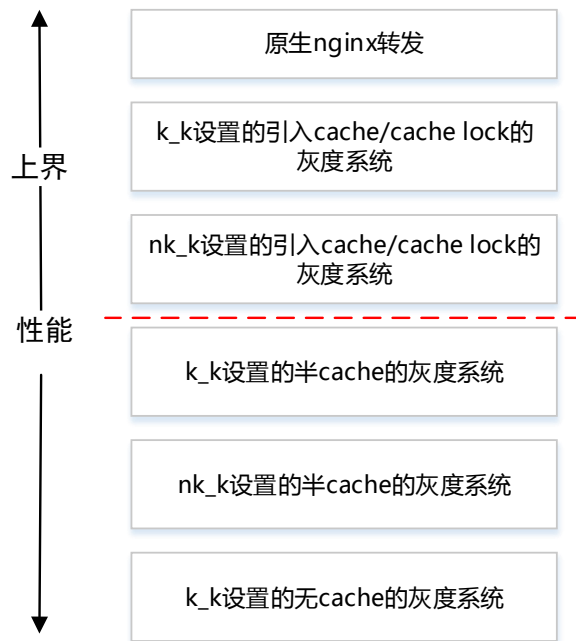 原生nginx转发
k_k设置的引入cache/cache lock的
灰度系统
上界
nk_k设置的引入cache/cache lock的
灰度系统
性能
k_k设置的半cache的灰度系统
nk_k设置的半cache的灰度系统
k_k设置的无cache的灰度系统